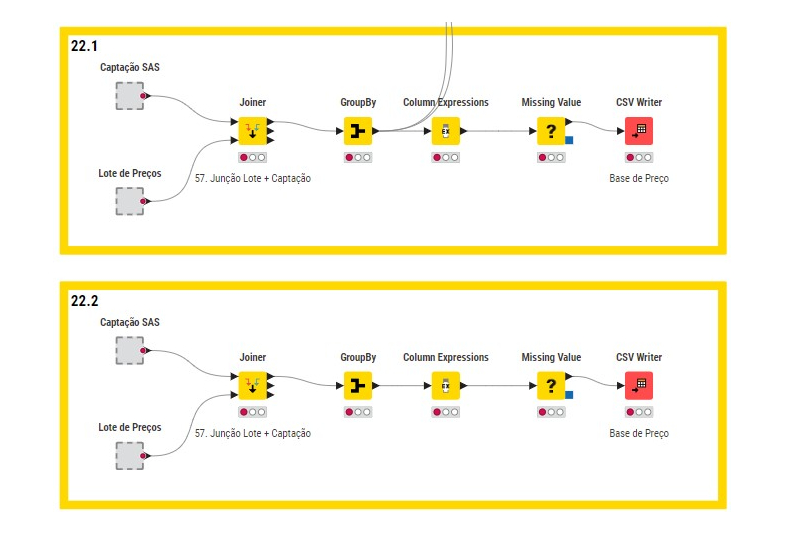 22.1
Captação SAS
Joiner
GroupBy
Column Expressions
Missing Value
CSV Writer
EX
?
Lote de Preços
57. Junção Lote + Captação
Base de Preço
22.2
Captação SAS
Joiner
GroupBy
Column Expressions
Missing Value
CSV Writer
EX
?
Lote de Preços
57. Junção Lote + Captação
Base de Preço